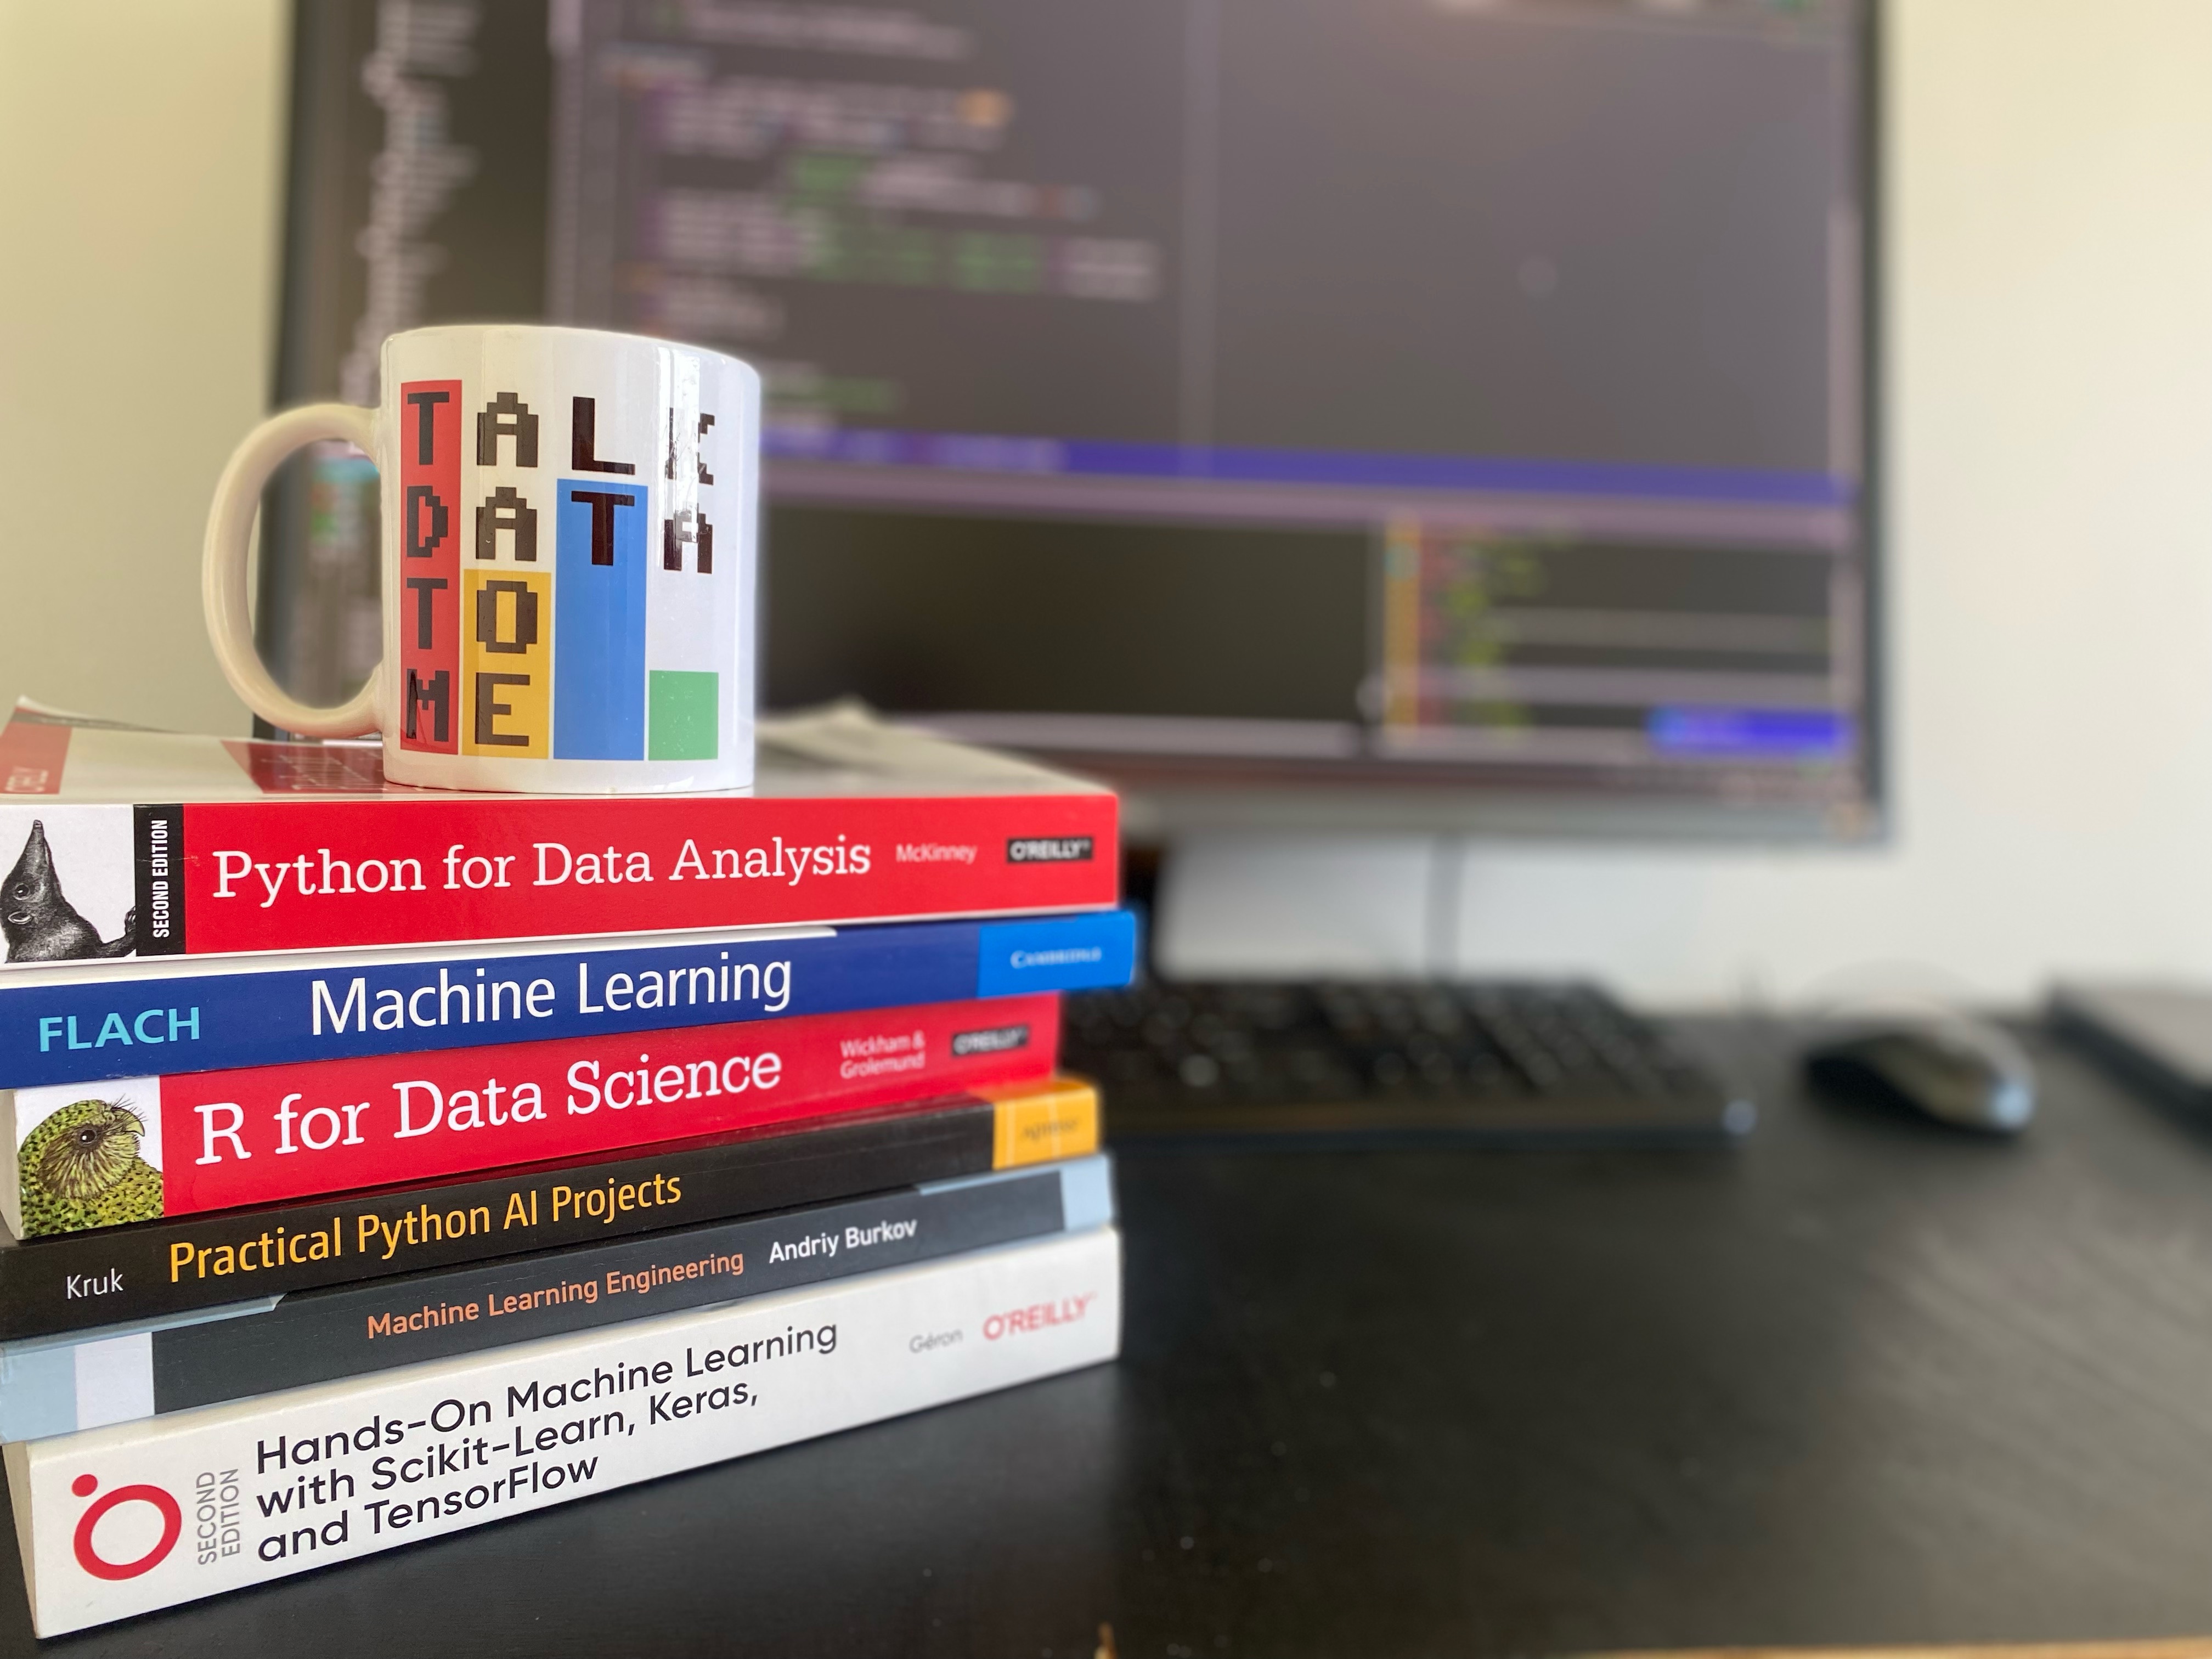 TALK
DATA
TO
ME
SECOND EDITION
Python for Data Analysis
McKinney
O'REILLY®
FLACH
Machine Learning
CAMBRIDGE
R for Data Science
Wickham &
Grolemund
O'REILLY®
Kruk
Practical Python AI Projects
Apress®
Machine Learning Engineering
Andriy Burkov
SECOND
EDITION
Hands-On Machine Learning
with Scikit-Learn, Keras,
and TensorFlow
Géron
O'REILLY®